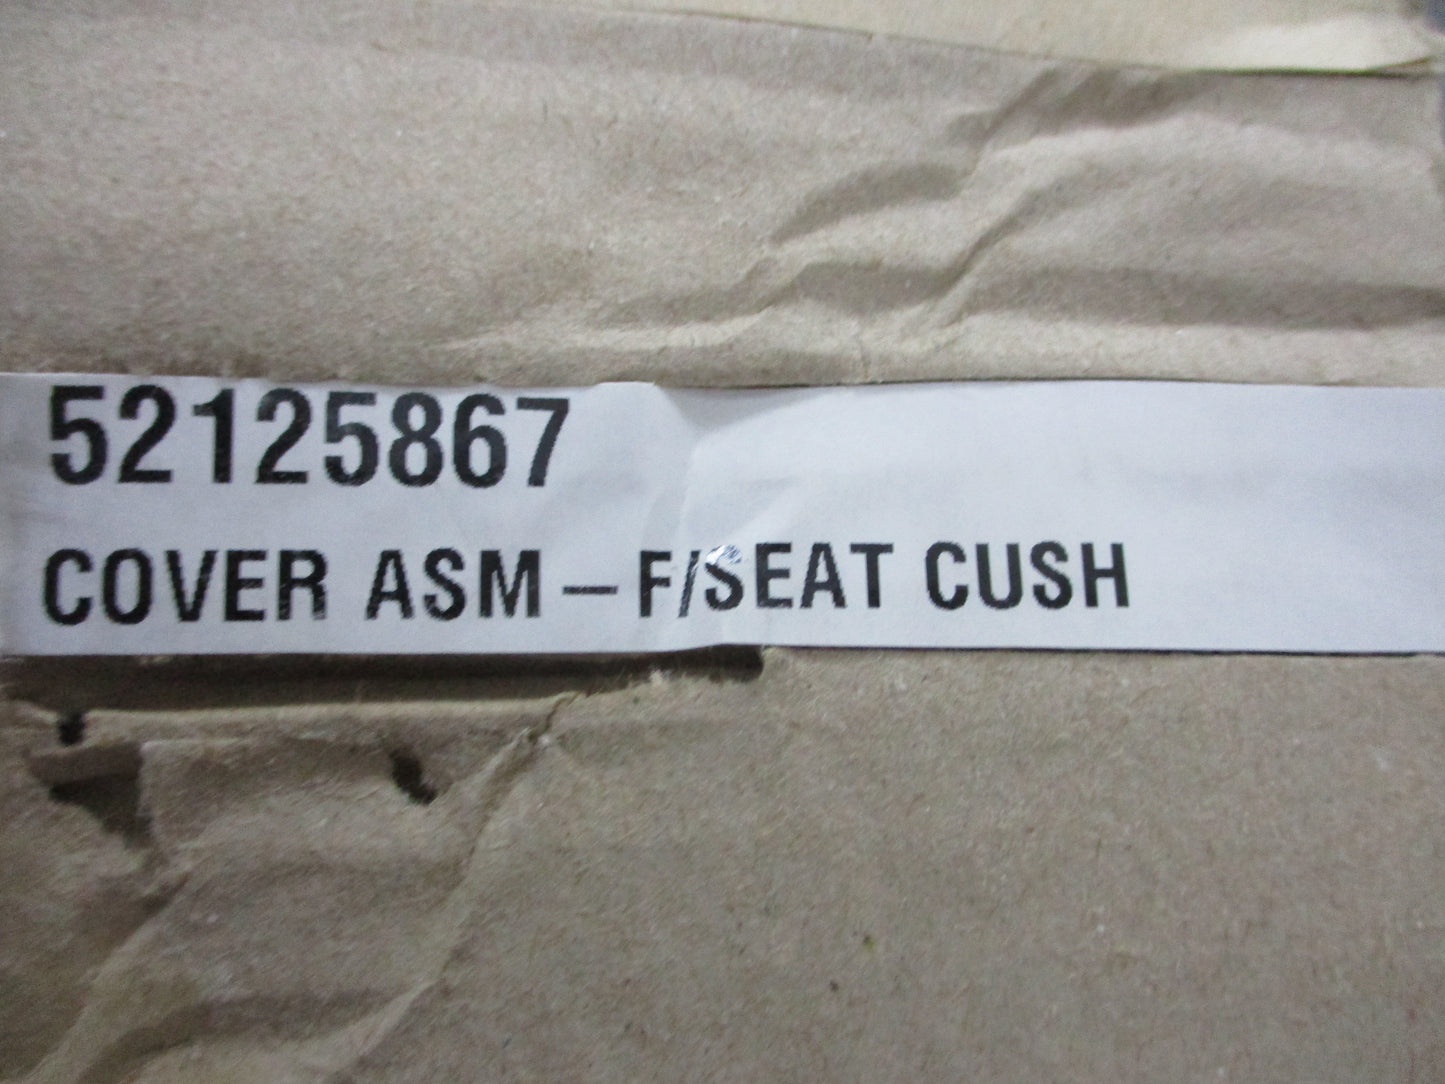 52125867
COVER ASM – F/SEAT CUSH